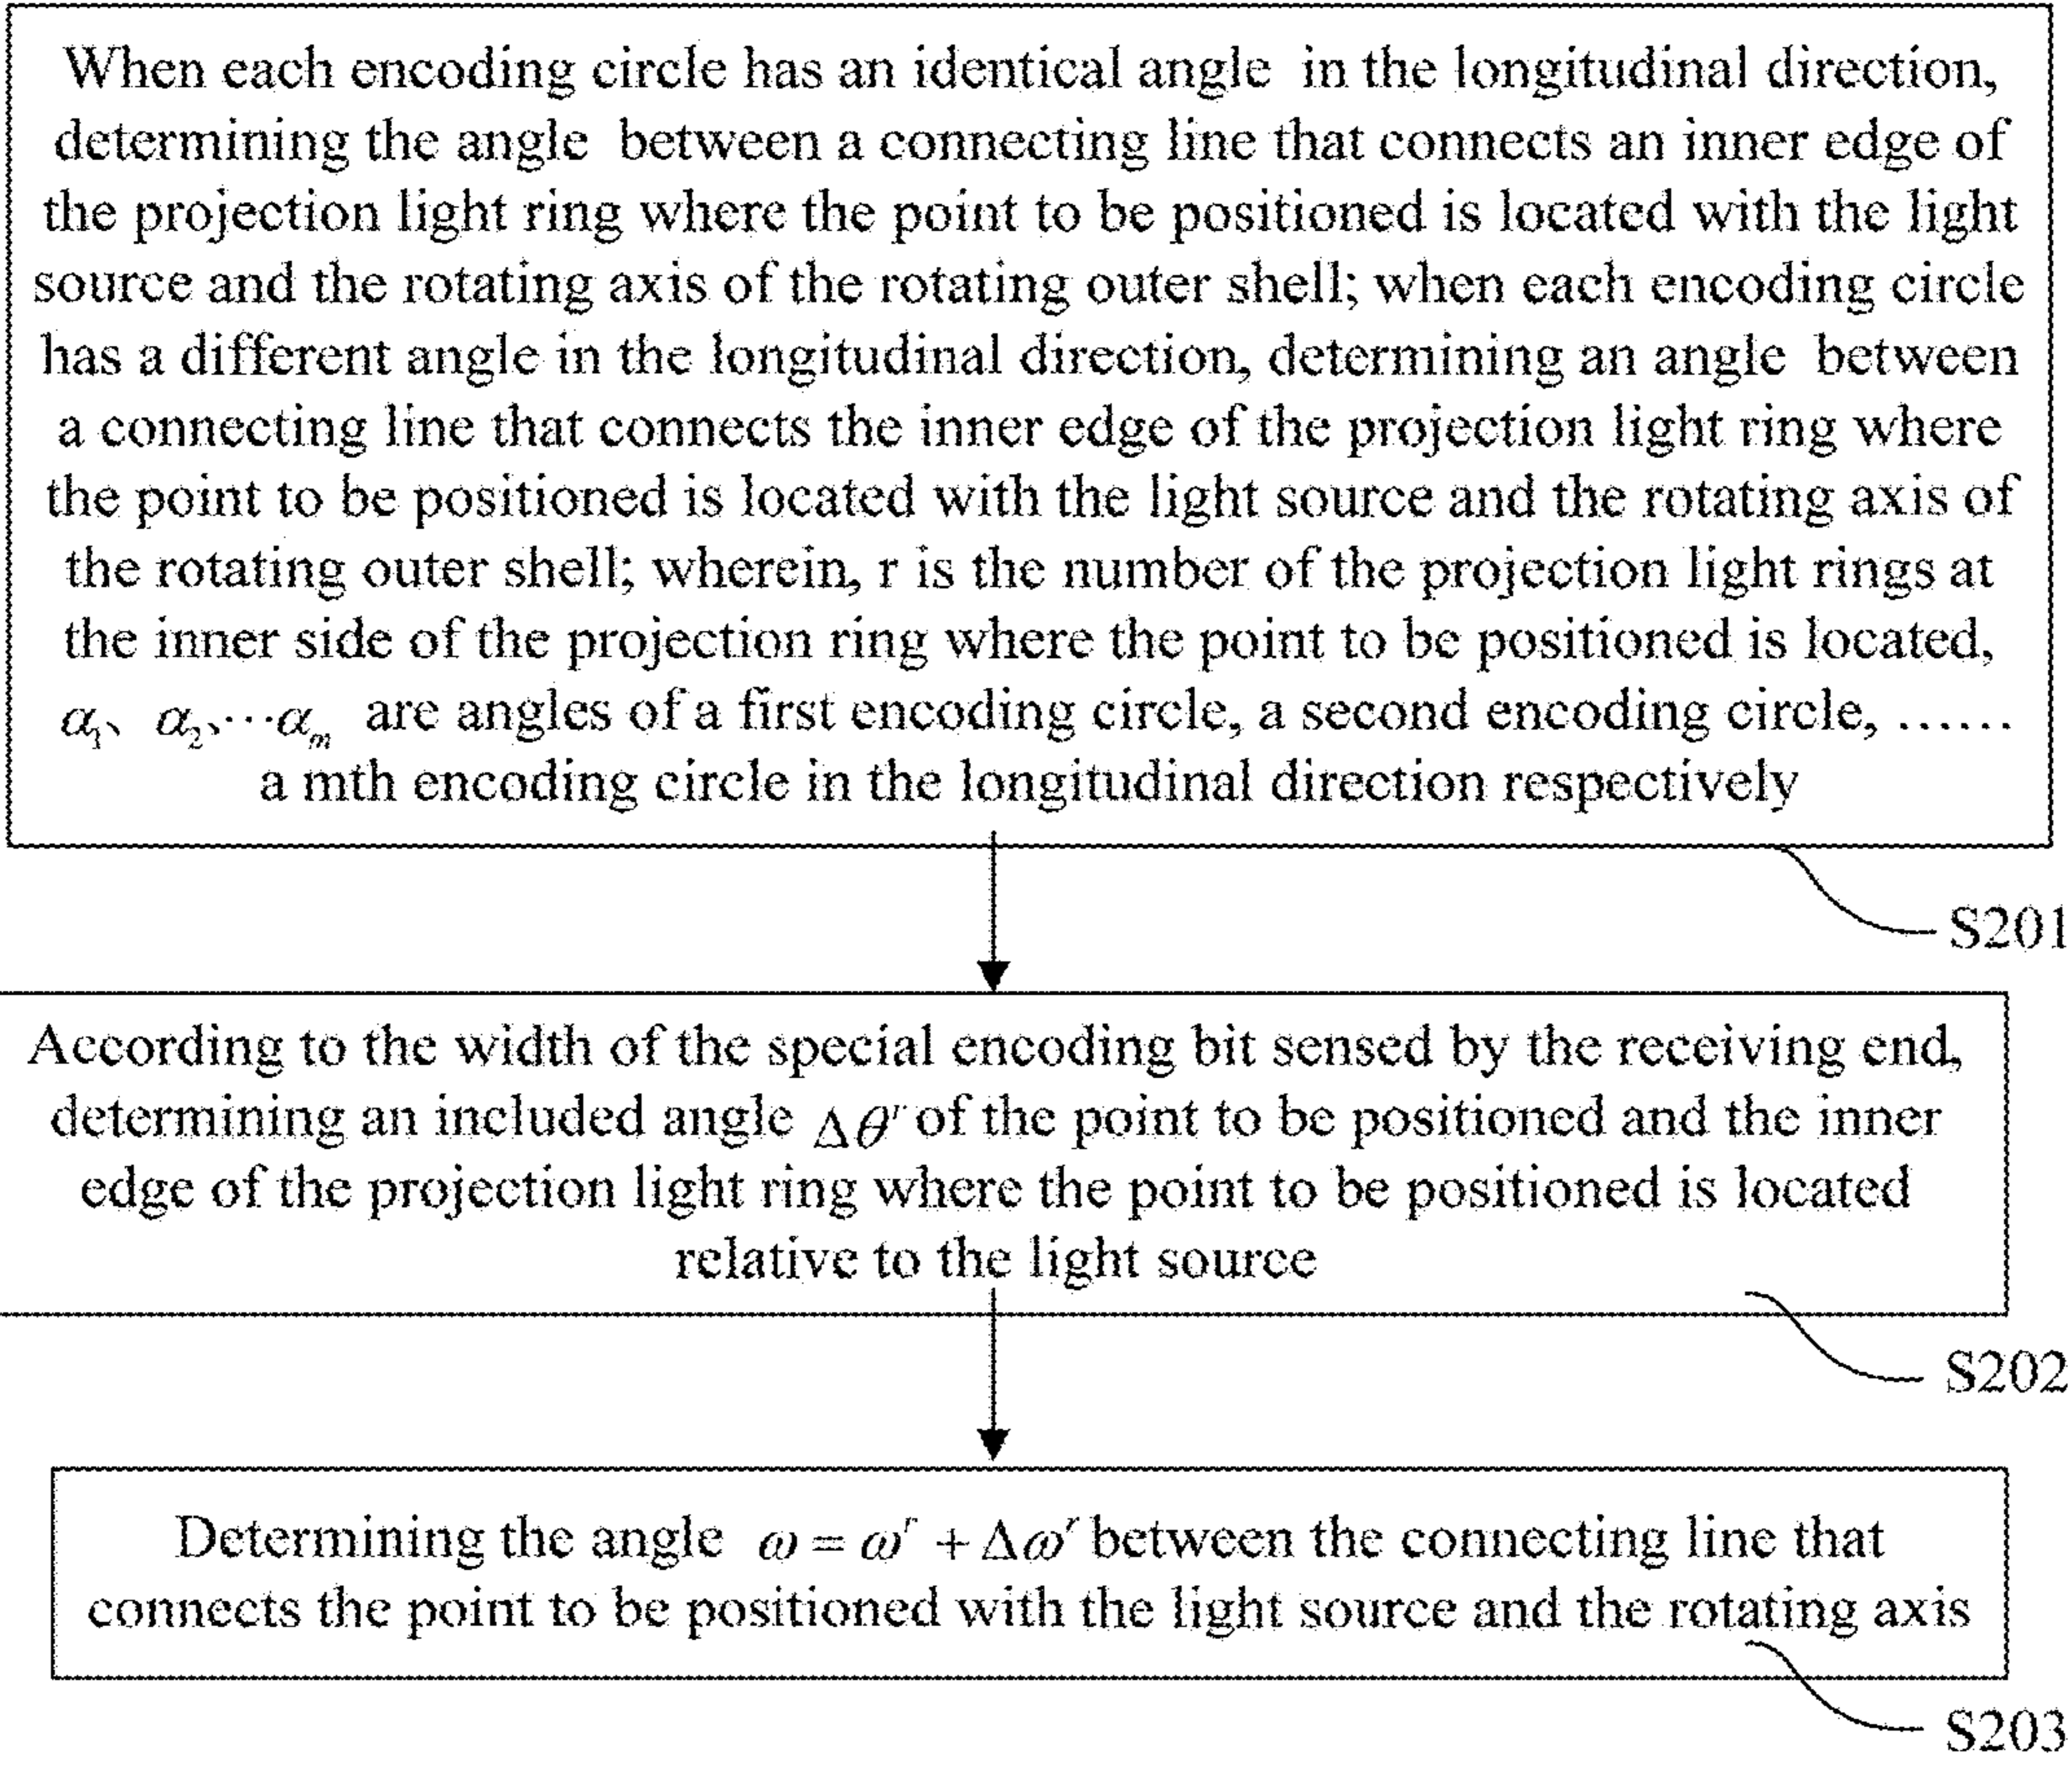 When each encoding circle has an identical angle in the longitudinal direction,
determining the angle between a connecting line that connects an inner edge of
the projection light ring where the point to be positioned is located with the light
source and the rotating axis of the rotating outer shell; when each encoding circle
has a different angle in the longitudinal direction, determining an angle between
a connecting line that connects the inner edge of the projection light ring where
the point to be positioned is located with the light source and the rotating axis of
the rotating outer shell; wherein, r is the number of the projection light rings at
the inner side of the projection ring where the point to be positioned is located,
α₁、 α₂、···αₘ are angles of a first encoding circle, a second encoding circle, ……
a mth encoding circle in the longitudinal direction respectively
S201
According to the width of the special encoding bit sensed by the receiving end,
determining an included angle Δθʳ of the point to be positioned and the inner
edge of the projection light ring where the point to be positioned is located
relative to the light source
S202
Determining the angle ω = ωʳ + Δωʳ between the connecting line that
connects the point to be positioned with the light source and the rotating axis
S203